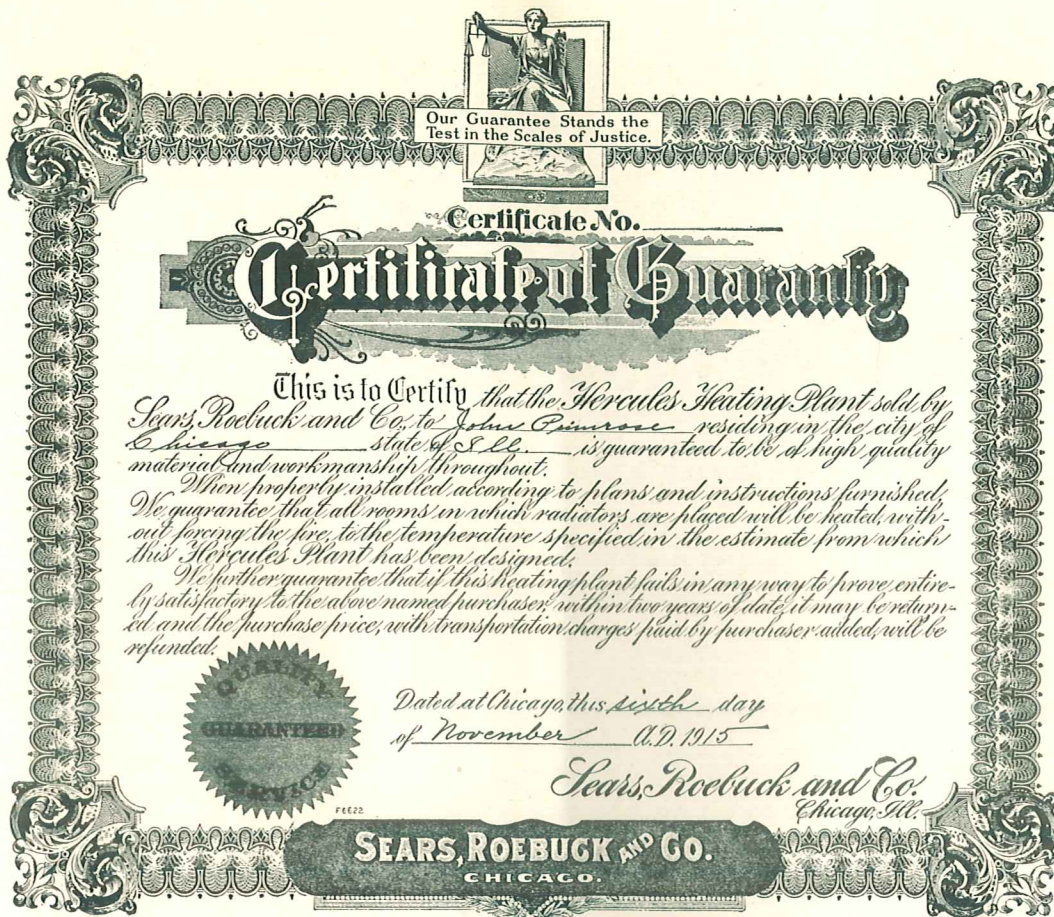 Our Guarantee Stands the
Test in the Scales of Justice.
Certificate No.
Certificate of Guaranty
This is to Certify that the Hercules Heating Plant sold by
Sears, Roebuck and Co., to John Primrose residing in the city of
Chicago state of Ill. is guaranteed to be of high quality
material and workmanship throughout.
When properly installed according to plans and instructions furnished,
We guarantee that all rooms in which radiators are placed will be heated, with-
out forcing the fire, to the temperature specified in the estimate from which
this Hercules Plant has been designed.
We further guarantee that if this heating plant fails in any way to prove entire-
ly satisfactory to the above named purchaser, within two years of date, it may be return-
ed and the purchase price, with transportation charges paid by purchaser added, will be
refunded.
QUALITY
GUARANTEED
SERVICE
Dated at Chicago, this sixth day
of November A.D. 1915
Sears, Roebuck and Co.
Chicago, Ill.
F6622
SEARS, ROEBUCK AND CO.
CHICAGO.